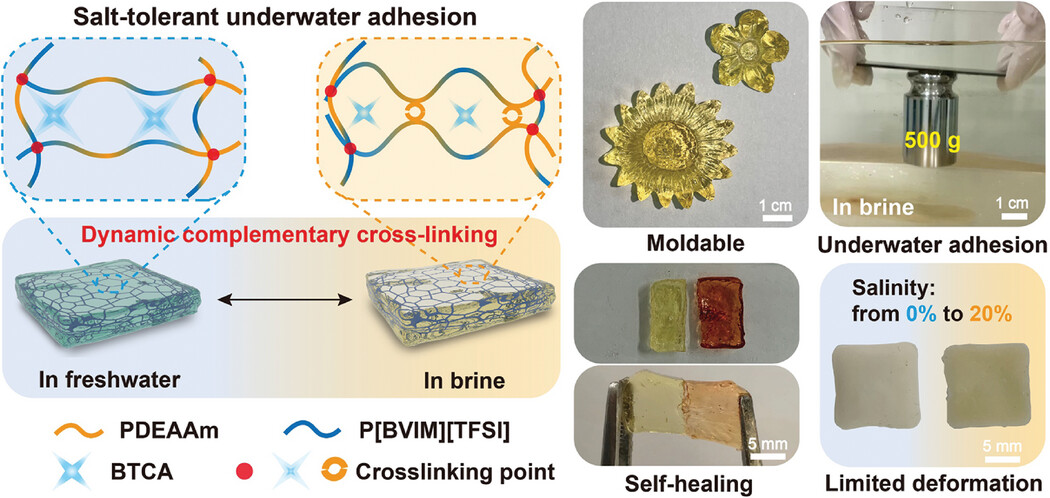 Salt-tolerant underwater adhesion
Dynamic complementary cross-linking
In freshwater
In brine
PDEAAm
P[BVIM][TFSI]
BTCA
Crosslinking point
1 cm
Moldable
500 g
In brine
1 cm
Underwater adhesion
5 mm
Self-healing
Salinity:
from 0% to 20%
5 mm
Limited deformation